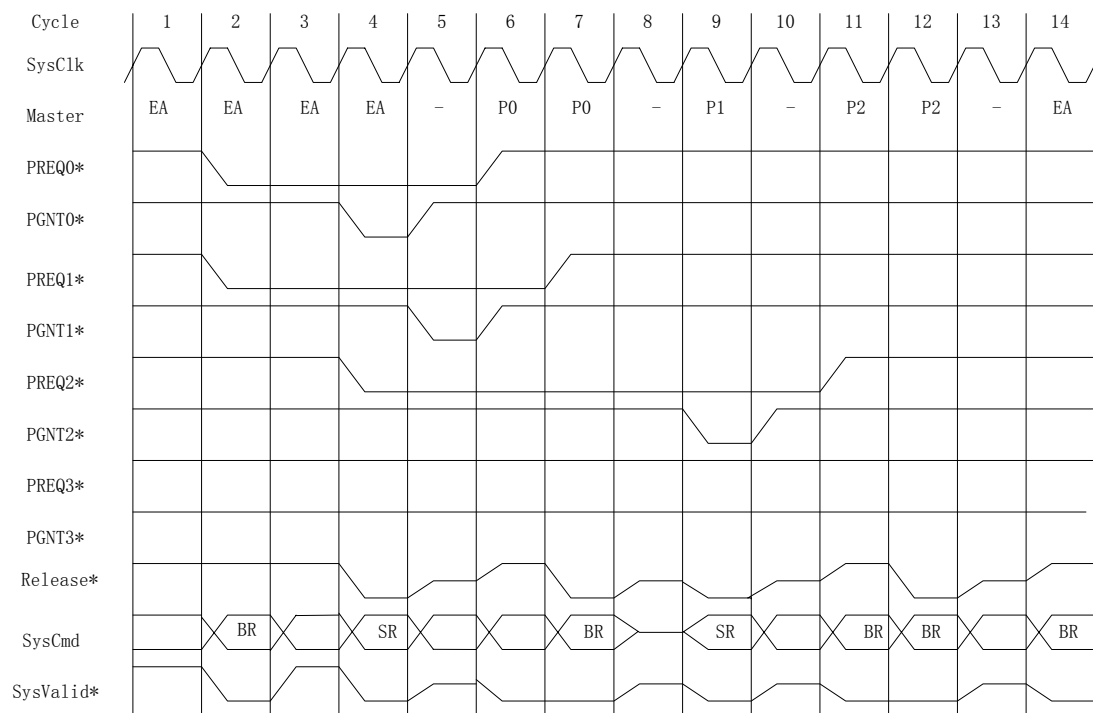 Cycle 1 2 3 4 5 6 7 8 9 10 11 12 13 14
SysClk
Master EA EA EA EA - P0 P0 - P1 - P2 P2 - EA
PREQ0*
PGNT0*
PREQ1*
PGNT1*
PREQ2*
PGNT2*
PREQ3*
PGNT3*
Release*
SysCmd BR SR BR SR BR BR BR
SysValid*